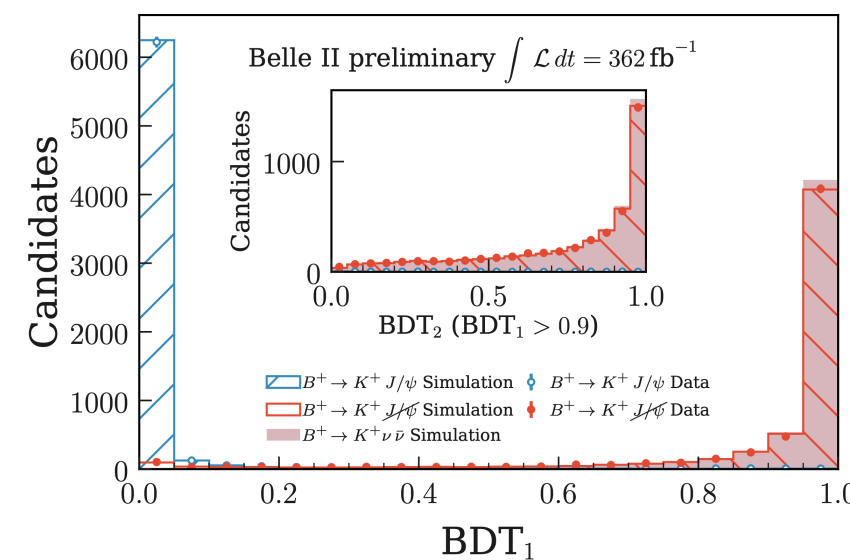 Belle II preliminary ∫ ℒ dt = 362 fb⁻¹
Candidates
6000
5000
4000
3000
2000
1000
0
Candidates
1000
0
0.0 0.5 1.0
BDT₂ (BDT₁ > 0.9)
B⁺ → K⁺ J/ψ Simulation
B⁺ → K⁺ J/ψ Data
B⁺ → K⁺ J̸/̸ψ̸ Simulation
B⁺ → K⁺ J̸/̸ψ̸ Data
B⁺ → K⁺ν ν̄ Simulation
0.0 0.2 0.4 0.6 0.8 1.0
BDT₁